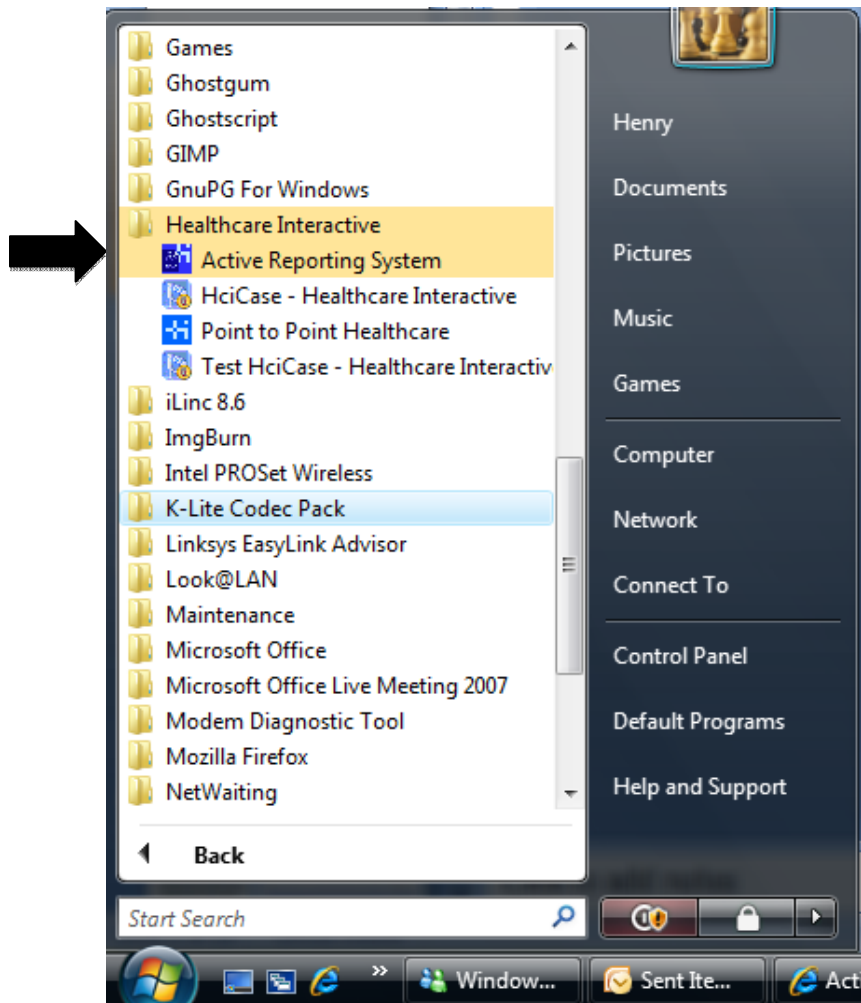 Games
Ghostgum
Ghostscript
GIMP
GnuPG For Windows
Healthcare Interactive
Active Reporting System
HciCase - Healthcare Interactive
Point to Point Healthcare
Test HciCase - Healthcare Interactiv
iLinc 8.6
ImgBurn
Intel PROSet Wireless
K-Lite Codec Pack
Linksys EasyLink Advisor
Look@LAN
Maintenance
Microsoft Office
Microsoft Office Live Meeting 2007
Modem Diagnostic Tool
Mozilla Firefox
NetWaiting
Back
Start Search
Henry
Documents
Pictures
Music
Games
Computer
Network
Connect To
Control Panel
Default Programs
Help and Support
» Window... Sent Ite... Act